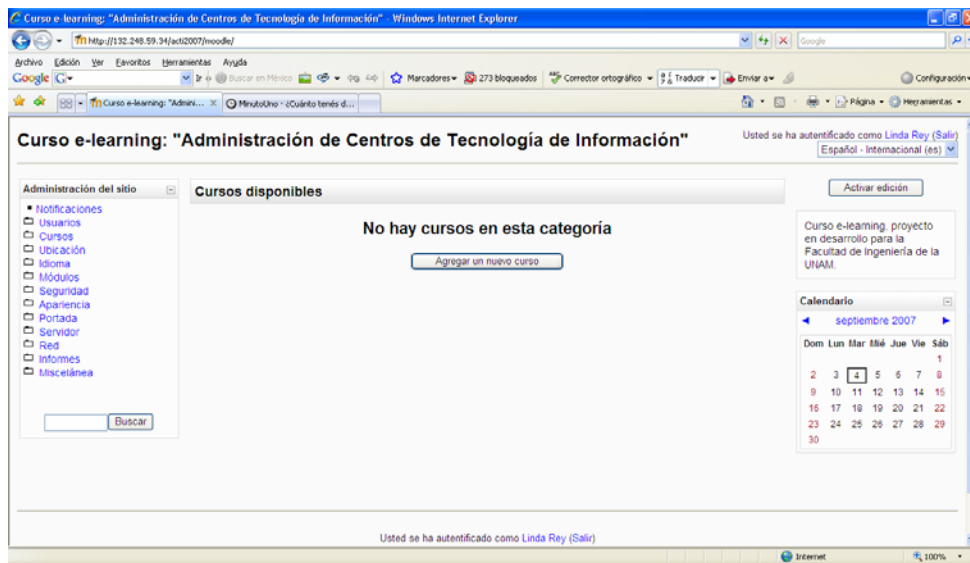 Curso e-learning: "Administración de Centros de Tecnología de Información" - Windows Internet Explorer
http://132.248.59.34/acti2007/moodle/
Google
Archivo Edición Ver Favoritos Herramientas Ayuda
Google G Ir Buscar en México Marcadores 273 bloqueados Corrector ortográfico Traducir Enviar a Configuración
Curso e-learning: "Admini... MinutoUno - ¿Cuánto tenés d... Página Herramientas
Curso e-learning: "Administración de Centros de Tecnología de Información"
Usted se ha autentificado como Linda Rey (Salir)
Español - Internacional (es)
Administración del sitio
Notificaciones
Usuarios
Cursos
Ubicación
Idioma
Módulos
Seguridad
Apariencia
Portada
Servidor
Red
Informes
Miscelánea
Buscar
Cursos disponibles
No hay cursos en esta categoría
Agregar un nuevo curso
Activar edición
Curso e-learning. proyecto
en desarrollo para la
Facultad de Ingeniería de la
UNAM.
Calendario
septiembre 2007
Dom Lun Mar Mié Jue Vie Sáb
1
2 3 4 5 6 7 8
9 10 11 12 13 14 15
16 17 18 19 20 21 22
23 24 25 26 27 28 29
30
Usted se ha autentificado como Linda Rey (Salir)
Internet 100%